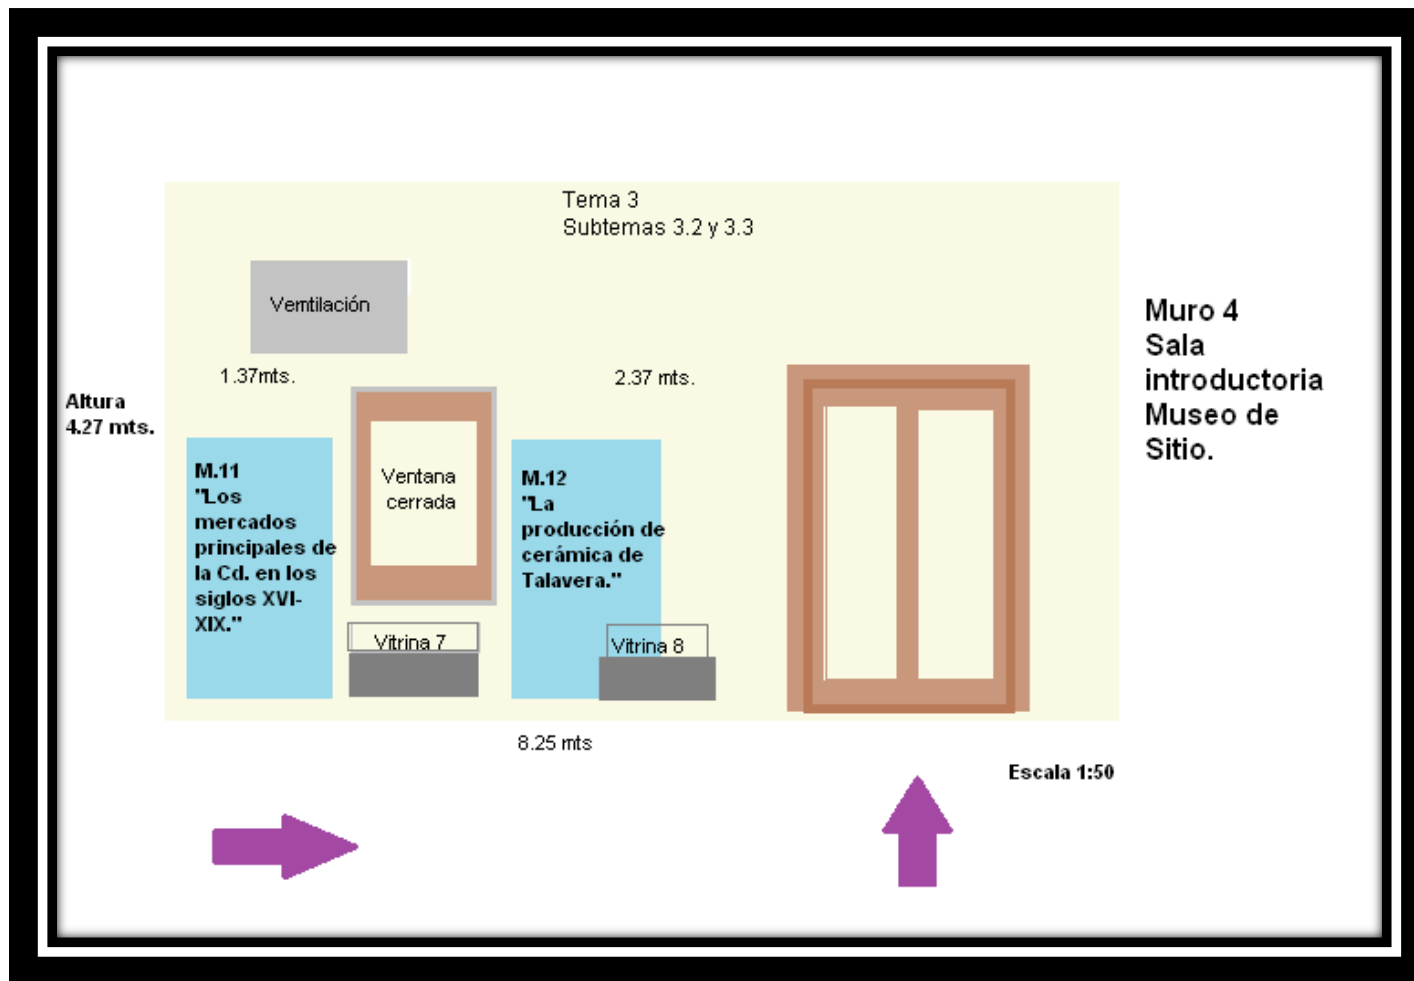 Tema 3
Subtemas 3.2 y 3.3
Vemtilación
1.37mts.
2.37 mts.
Altura
4.27 mts.
M.11
"Los
mercados
principales de
la Cd. en los
siglos XVI-
XIX."
Ventana
cerrada
M.12
"La
producción de
cerámica de
Talavera."
Vitrina 7
Vitrina 8
8.25 mts
Muro 4
Sala
introductoria
Museo de
Sitio.
Escala 1:50